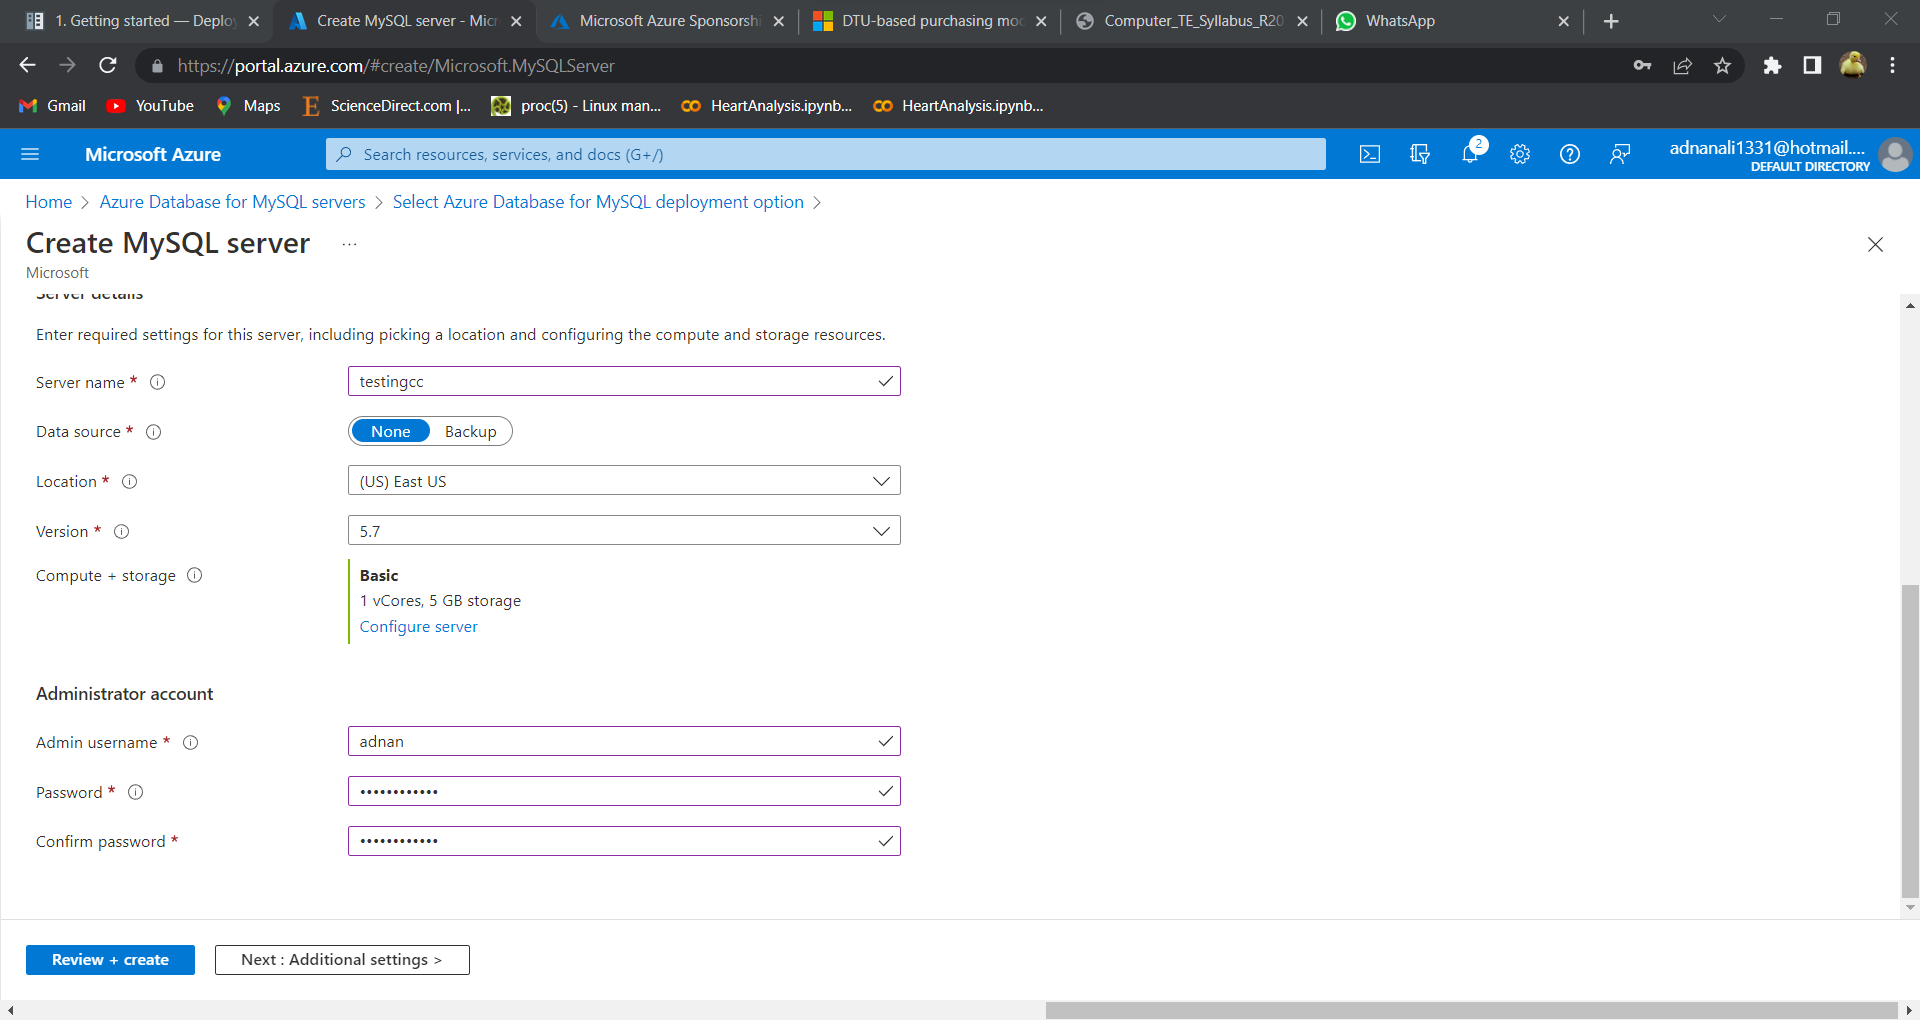 1. Getting started — Deploy
Create MySQL server - Micr
Microsoft Azure Sponsorshi
DTU-based purchasing mod
Computer_TE_Syllabus_R20
WhatsApp
https://portal.azure.com/#create/Microsoft.MySQLServer
Gmail
YouTube
Maps
ScienceDirect.com |...
proc(5) - Linux man...
HeartAnalysis.ipynb...
HeartAnalysis.ipynb...
Microsoft Azure
Search resources, services, and docs (G+/)
2
adnanali1331@hotmail....
DEFAULT DIRECTORY
Home > Azure Database for MySQL servers > Select Azure Database for MySQL deployment option >
Create MySQL server ...
Microsoft
Server details
Enter required settings for this server, including picking a location and configuring the compute and storage resources.
Server name *
testingcc
Data source *
None
Backup
Location *
(US) East US
Version *
5.7
Compute + storage
Basic
1 vCores, 5 GB storage
Configure server
Administrator account
Admin username *
adnan
Password *
••••••••••••
Confirm password *
••••••••••••
Review + create
Next : Additional settings >